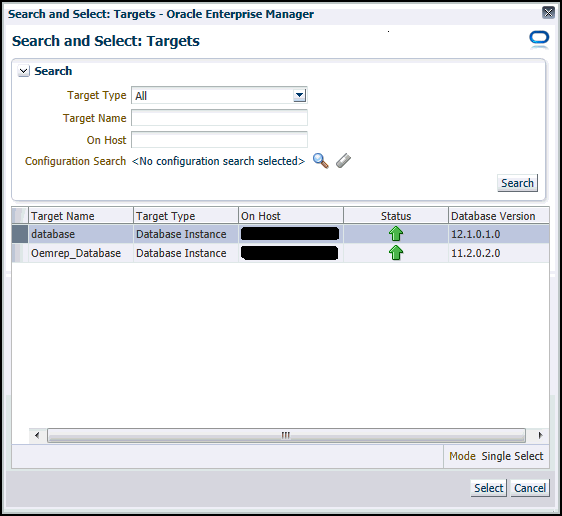 Search and Select: Targets - Oracle Enterprise Manager
Search and Select: Targets
Search
Target Type All
Target Name
On Host
Configuration Search <No configuration search selected>
Search
Target Name Target Type On Host Status Database Version
database Database Instance 12.1.0.1.0
Oemrep_Database Database Instance 11.2.0.2.0
Mode Single Select
Select Cancel